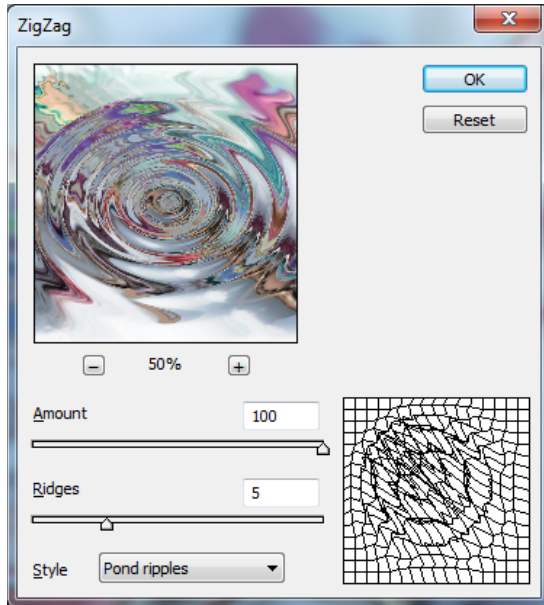 ZigZag
OK
Reset
50%
Amount 100
Ridges 5
Style Pond ripples